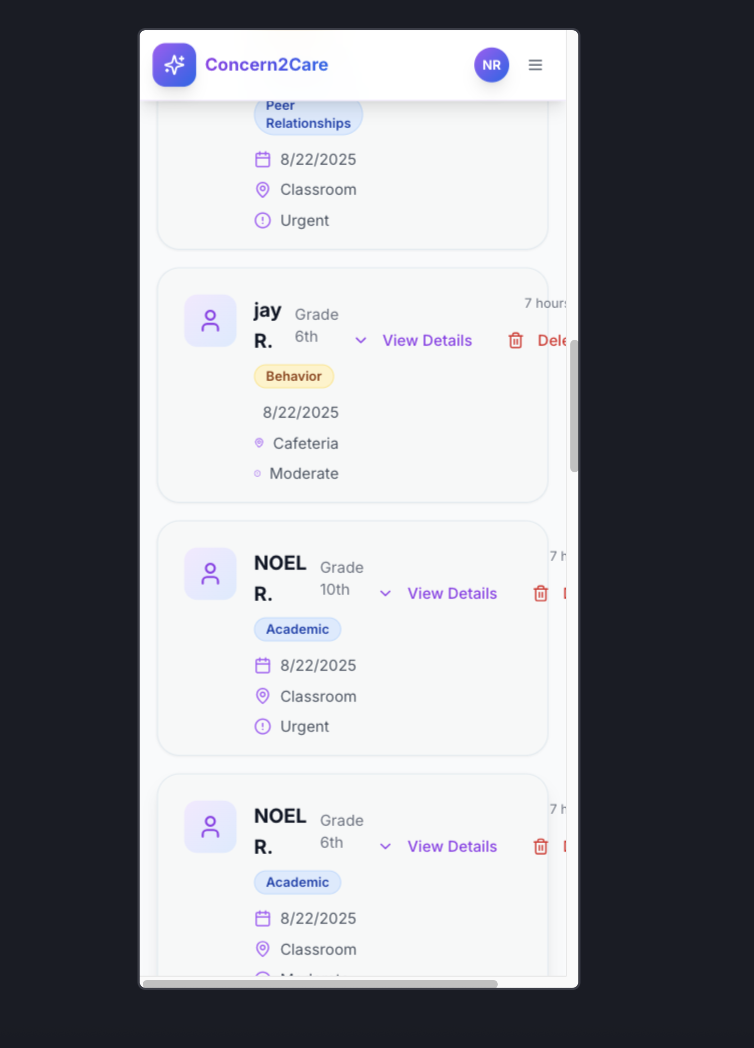 Concern2Care
NR
Peer
Relationships
8/22/2025
Classroom
Urgent
7 hours
jay
R.
Grade
6th
View Details
Behavior
8/22/2025
Cafeteria
Moderate
7 h
NOEL
R.
Grade
10th
View Details
Academic
8/22/2025
Classroom
Urgent
7 h
NOEL
R.
Grade
6th
View Details
Academic
8/22/2025
Classroom